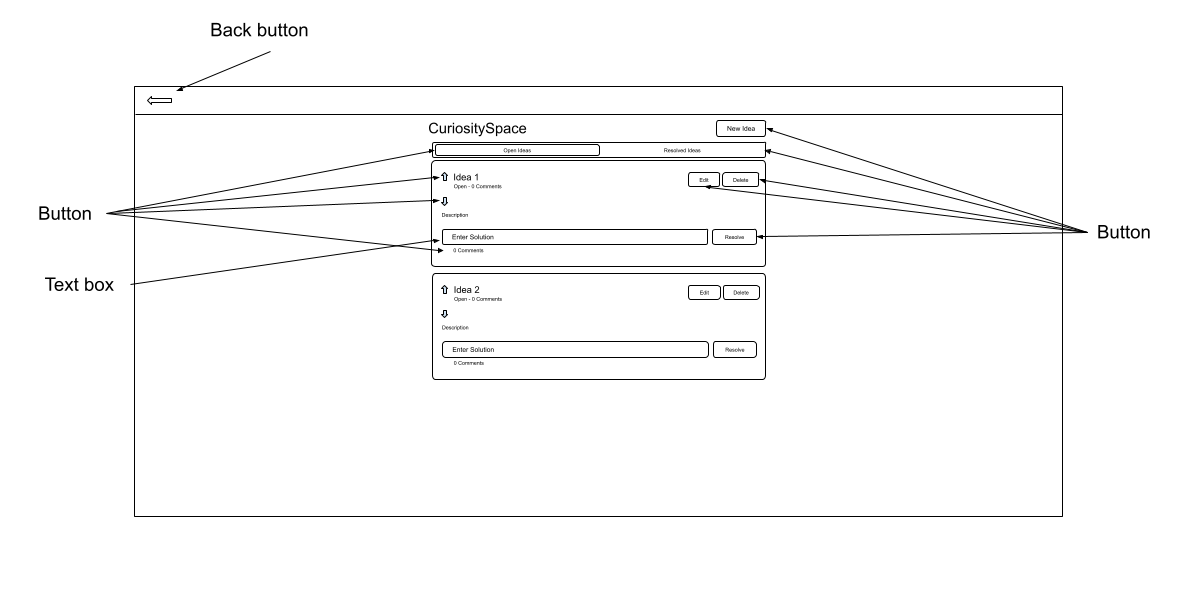 Back button
CuriositySpace
New Idea
Open Ideas
Resolved Ideas
Idea 1
Edit
Delete
Open - 0 Comments
Button
Description
Enter Solution
Resolve
Button
0 Comments
Text box
Idea 2
Edit
Delete
Open - 0 Comments
Description
Enter Solution
Resolve
0 Comments